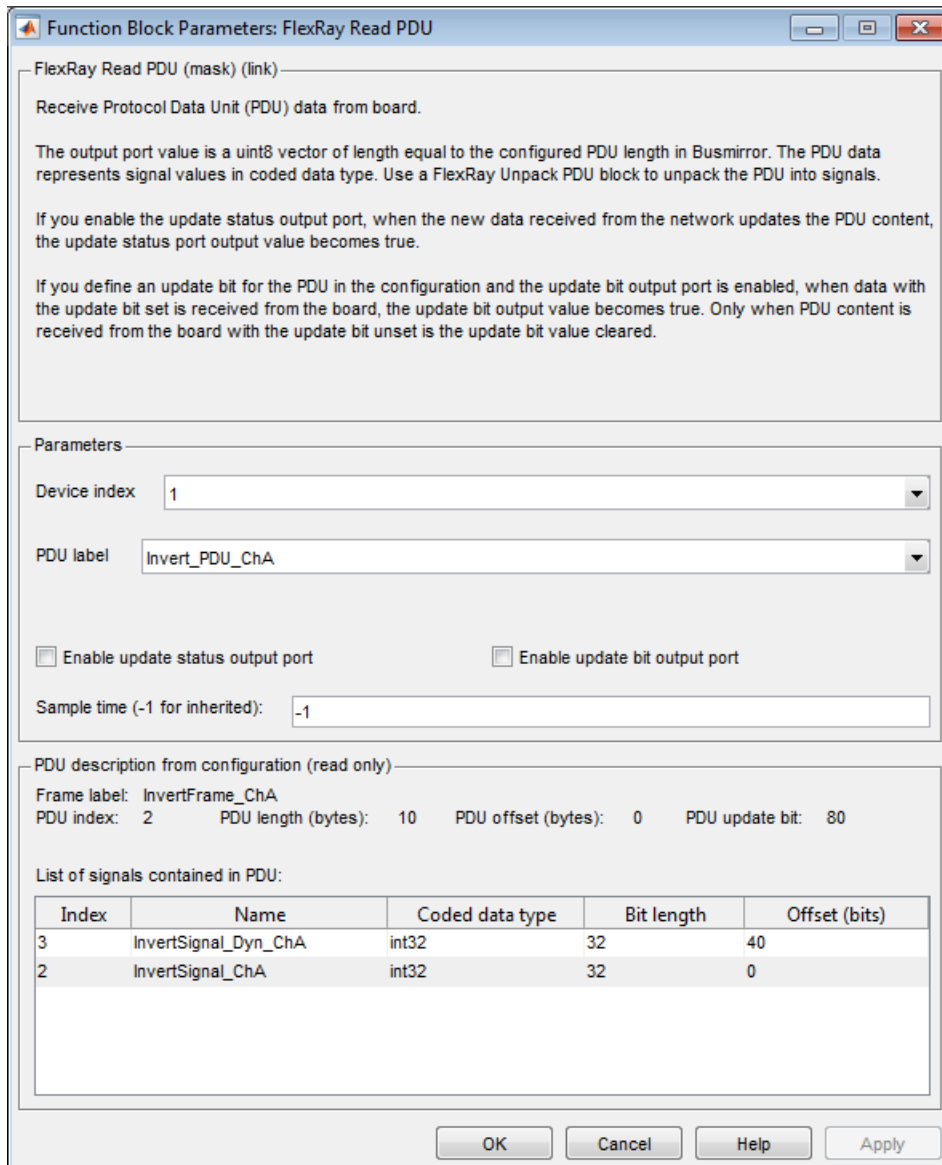 Function Block Parameters: FlexRay Read PDU
FlexRay Read PDU (mask) (link)
Receive Protocol Data Unit (PDU) data from board.
The output port value is a uint8 vector of length equal to the configured PDU length in Busmirror. The PDU data
represents signal values in coded data type. Use a FlexRay Unpack PDU block to unpack the PDU into signals.
If you enable the update status output port, when the new data received from the network updates the PDU content,
the update status port output value becomes true.
If you define an update bit for the PDU in the configuration and the update bit output port is enabled, when data with
the update bit set is received from the board, the update bit output value becomes true. Only when PDU content is
received from the board with the update bit unset is the update bit value cleared.
Parameters
Device index 1
PDU label Invert_PDU_ChA
Enable update status output port Enable update bit output port
Sample time (-1 for inherited): -1
PDU description from configuration (read only)
Frame label: InvertFrame_ChA
PDU index: 2 PDU length (bytes): 10 PDU offset (bytes): 0 PDU update bit: 80
List of signals contained in PDU:
Index Name Coded data type Bit length Offset (bits)
3 InvertSignal_Dyn_ChA int32 32 40
2 InvertSignal_ChA int32 32 0
OK Cancel Help Apply